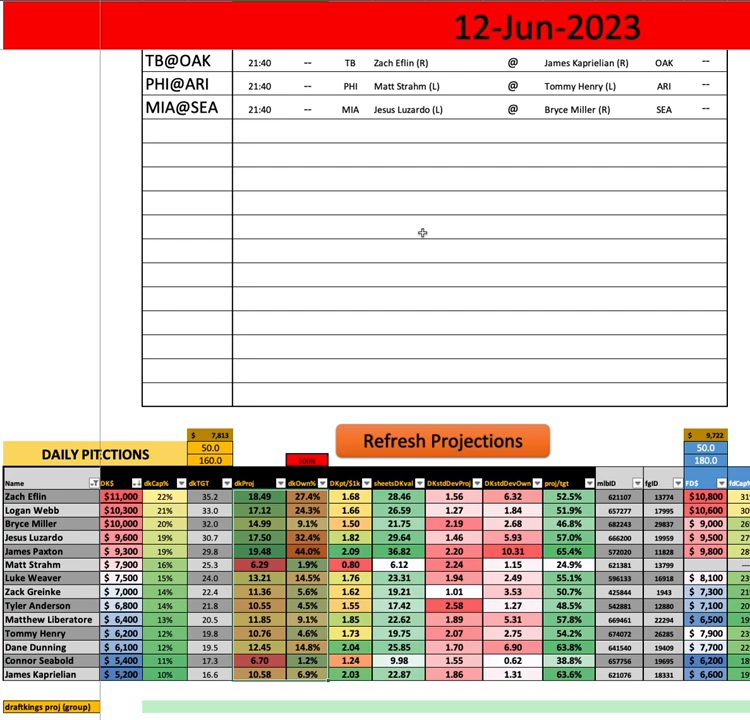 12-Jun-2023
TB@OAK 21:40 -- TB Zach Eflin (R) @ James Kaprielian (R) OAK --
PHI@ARI 21:40 -- PHI Matt Strahm (L) @ Tommy Henry (L) ARI --
MIA@SEA 21:40 -- MIA Jesus Luzardo (L) @ Bryce Miller (R) SEA --
$ 7,813 $ 9,722
Refresh Projections
50.0 50.0
160.0 180.0
Name DK$ dkCap% dkTGT dkProj dkOwn% DKpt/$1k sheetsDKval DKstdDevProj DKstdDevOwn proj/tgt mlbID fgID FD$ fdCap%
Zach Eflin $11,000 22% 35.2 18.49 27.4% 1.68 28.46 1.56 6.32 52.5% 621107 13774 $10,800 31
Logan Webb $10,300 21% 33.0 17.12 24.3% 1.66 26.59 1.27 1.84 51.9% 657277 17995 $10,600 30
Bryce Miller $10,000 20% 32.0 14.99 9.1% 1.50 21.75 2.19 2.68 46.8% 682243 29837 $ 9,000 26
Jesus Luzardo $ 9,600 19% 30.7 17.50 32.4% 1.82 29.64 1.46 5.93 57.0% 666200 19959 $ 9,500 27
James Paxton $ 9,300 19% 29.8 19.48 44.0% 2.09 36.82 2.20 10.31 65.4% 572020 11828 $ 9,800 28
Matt Strahm $ 7,900 16% 25.3 6.29 1.9% 0.80 6.12 2.24 1.15 24.9% 621381 13799
Luke Weaver $ 7,500 15% 24.0 13.21 14.5% 1.76 23.31 1.94 2.49 55.1% 596133 16918 $ 8,100 23
Zack Greinke $ 7,000 14% 22.4 11.36 5.6% 1.62 19.21 1.01 3.53 50.7% 425844 1943 $ 7,300 21
Tyler Anderson $ 6,800 14% 21.8 10.55 4.5% 1.55 17.42 2.58 1.27 48.5% 542881 12880 $ 7,100 20
Matthew Liberatore $ 6,400 13% 20.5 11.85 9.1% 1.85 22.62 1.89 5.31 57.8% 669461 22294 $ 6,500 19
Tommy Henry $ 6,200 12% 19.8 10.76 4.6% 1.73 19.75 2.07 2.75 54.2% 674072 26285 $ 7,900 23
Dane Dunning $ 6,100 12% 19.5 12.45 14.8% 2.04 25.85 1.70 6.90 63.8% 641540 19409 $ 7,700 22
Connor Seabold $ 5,400 11% 17.3 6.70 1.2% 1.24 9.98 1.55 0.62 38.8% 657756 19695 $ 6,200 18
James Kaprielian $ 5,200 10% 16.6 10.58 6.9% 2.03 22.87 1.86 1.31 63.6% 621076 18331 $ 6,600 19
draftkings proj (group)